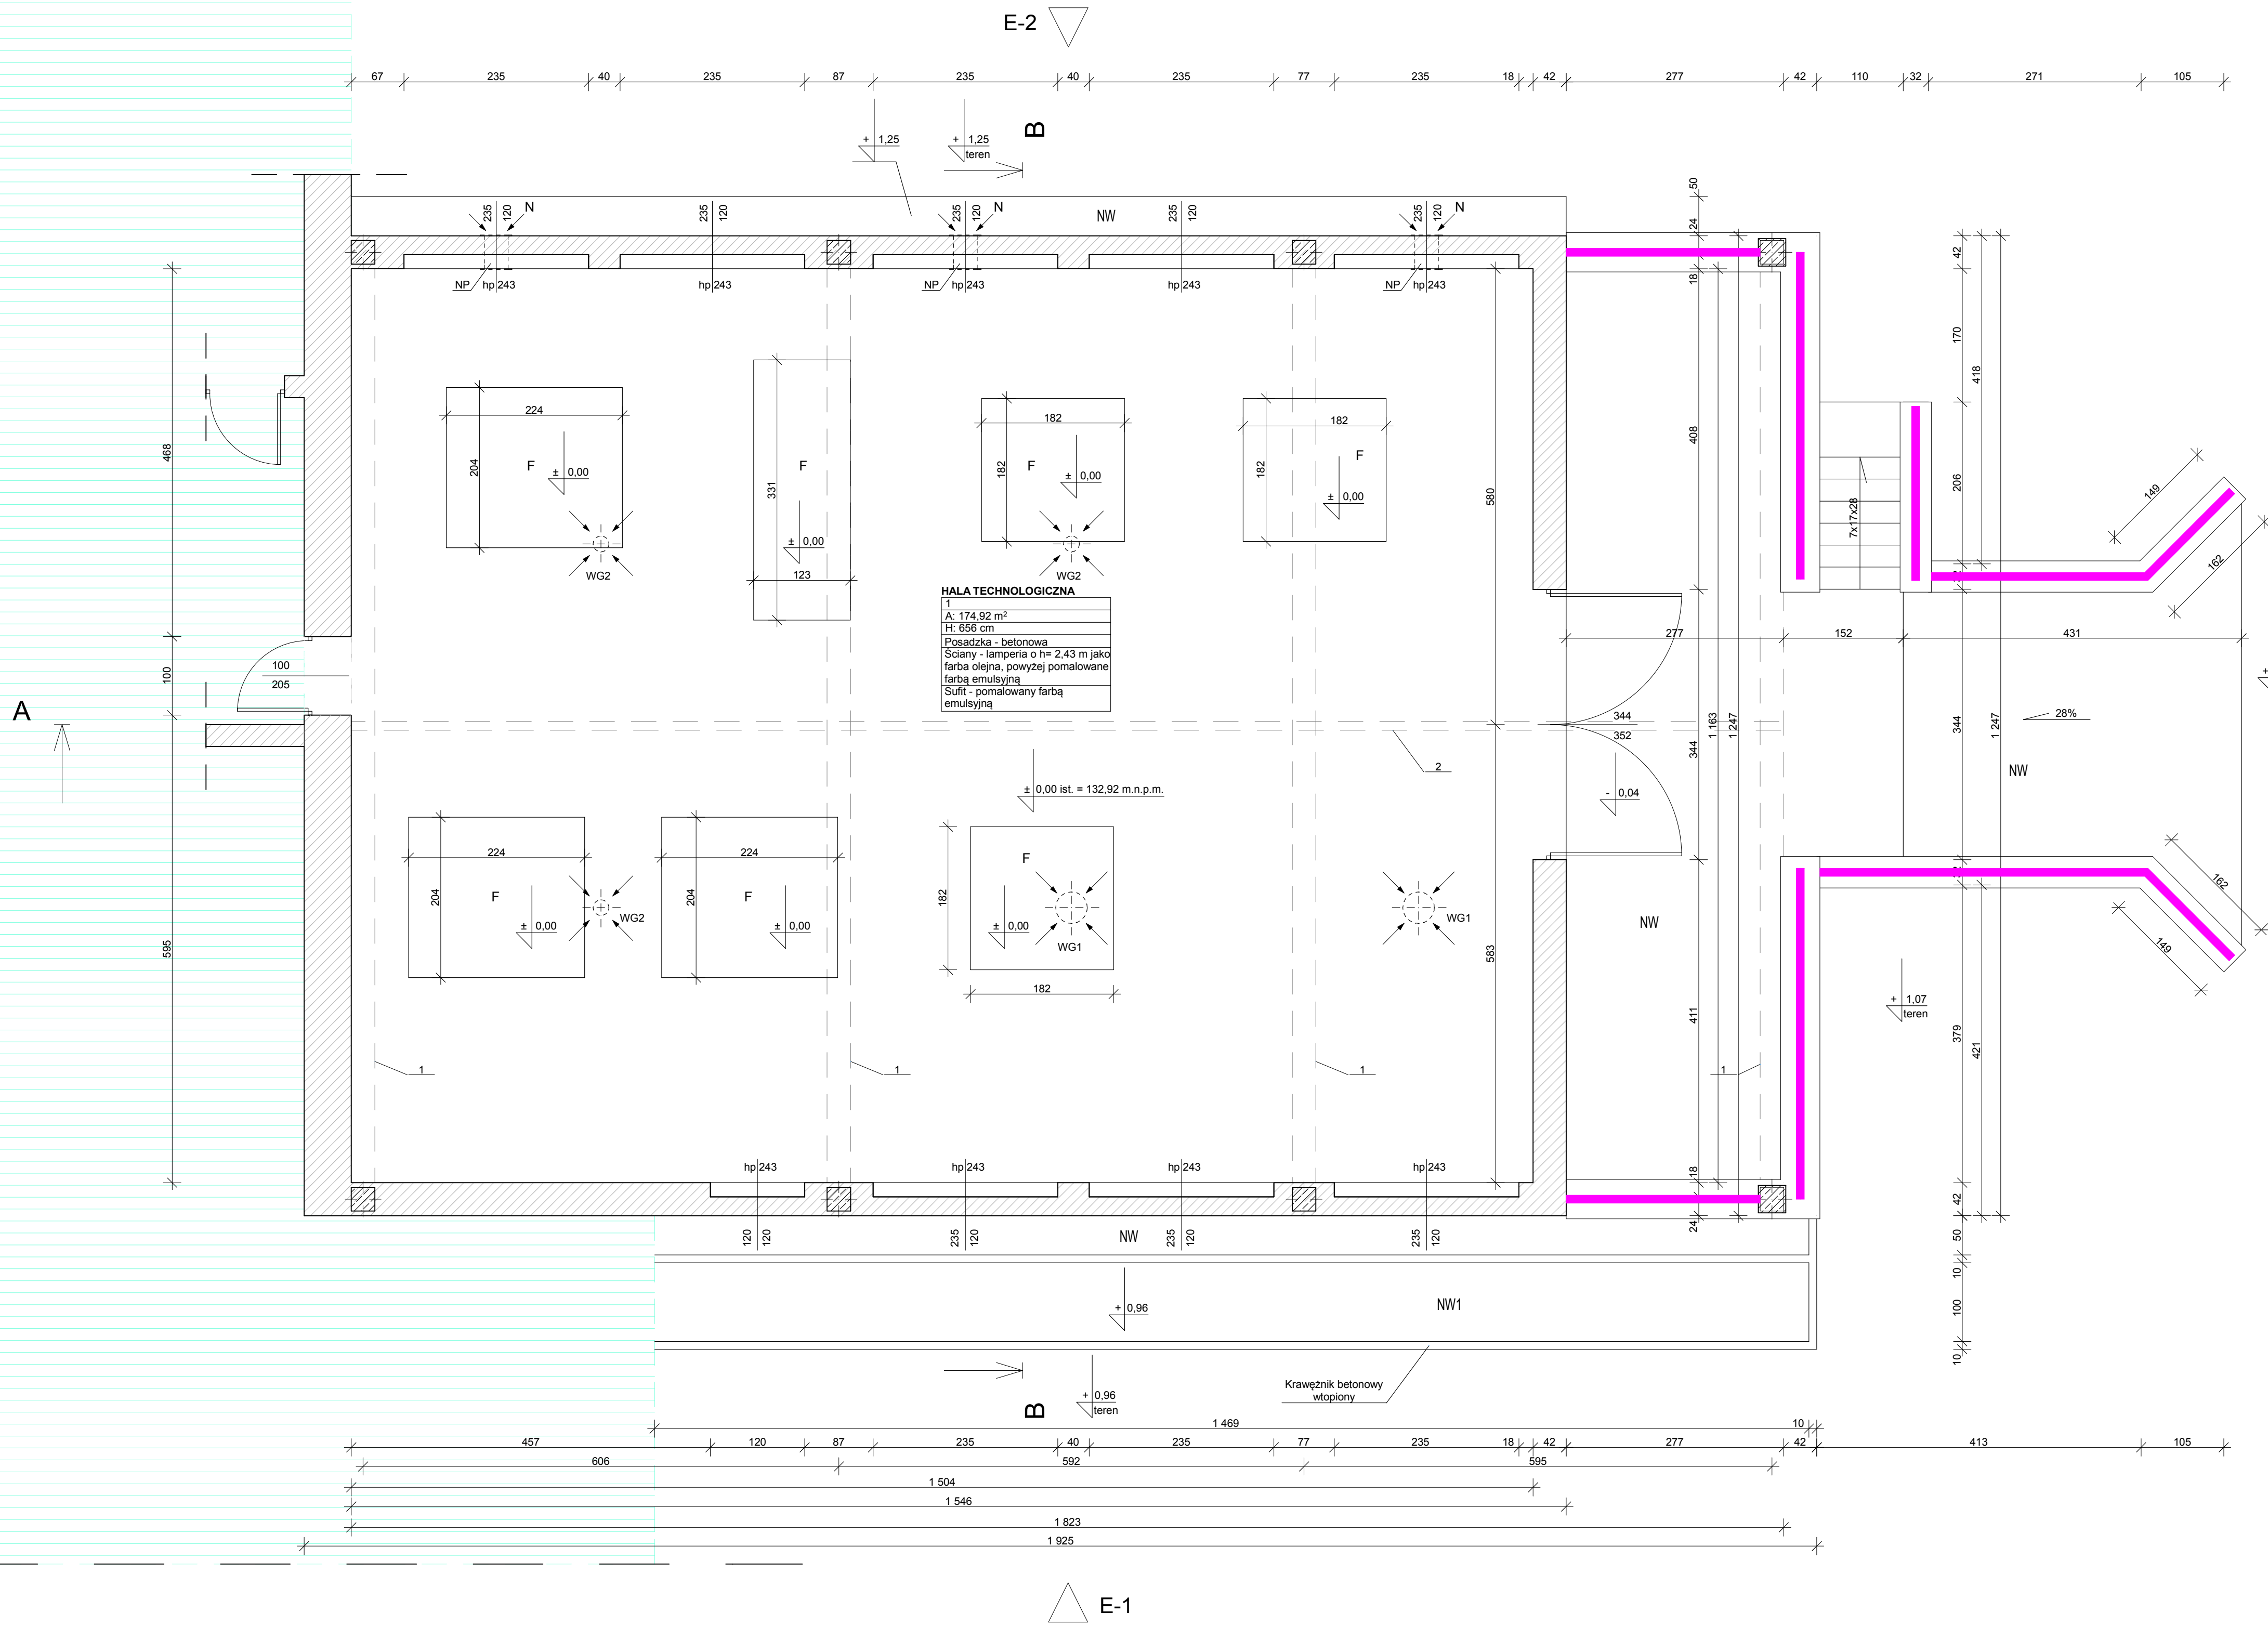 E-2
67 235 40 235 87 235 40 235 77 235 18 42 277 42 110 32 271 105
+ 1,25
+ 1,25
teren
B
50
24
235 120 N
235 120
235 120 N
235 120
235 120 N
NW
NP hp 243
hp 243
NP hp 243
hp 243
NP hp 243
18
42
170
418
468
224
204
F
± 0,00
WG2
331
F
± 0,00
123
182
182
F
± 0,00
WG2
182
182
F
± 0,00
580
408
7x17x28
206
149
162
HALA TECHNOLOGICZNA
1
A: 174,92 m²
H: 656 cm
Posadzka - betonowa
Ściany - lamperia o h= 2,43 m jako
farba olejna, powyżej pomalowane
farbą emulsyjną
Sufit - pomalowany farbą
emulsyjną
277 152 431
100
100
205
A
344
352
344
1 163
1 247
344
1 247
28%
NW
+
2
± 0,00 ist. = 132,92 m.n.p.m.
- 0,04
224
204
F
± 0,00
WG2
224
204
F
± 0,00
182
F
± 0,00
WG1
182
WG1
595
583
NW
411
162
149
+ 1,07
teren
379
421
1
1
1
1
hp 243
hp 243
hp 243
hp 243
18
24
42
120 120
235 120
235 120
235 120
NW
50
10
100
10
+ 0,96
NW1
Krawężnik betonowy
wtopiony
B
+ 0,96
teren
1 469 10
457 120 87 235 40 235 77 235 18 42 277 42 413 105
606 592 595
1 504
1 546
1 823
1 925
E-1